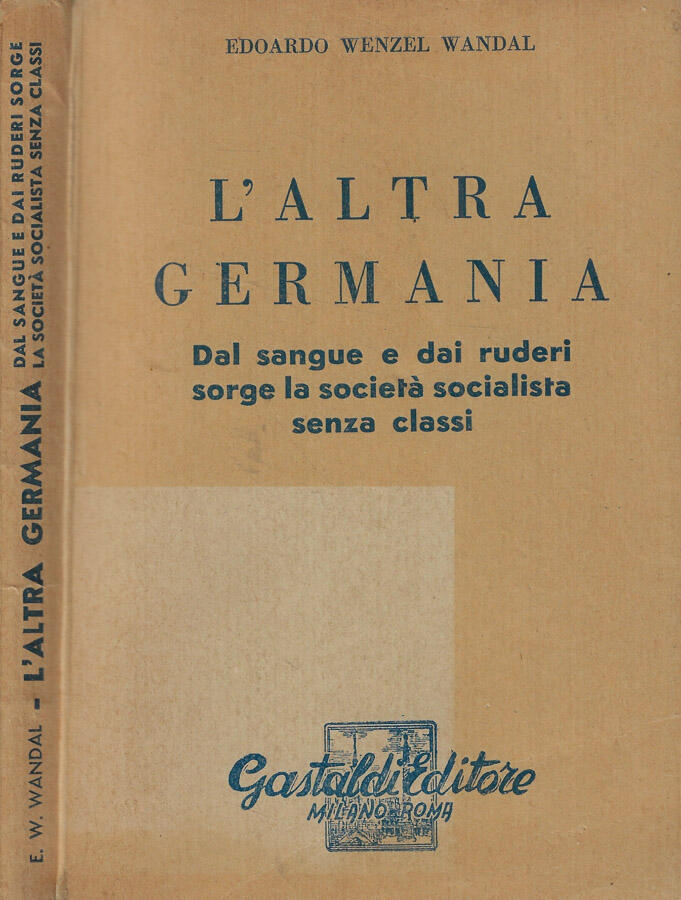 EDOARDO WENZEL WANDAL
L'ALTRA
GERMANIA
Dal sangue e dai ruderi
sorge la società socialista
senza classi
Gastaldi Editore
MILANO-ROMA
E. W. WANDAL - L'ALTRA GERMANIA
DAL SANGUE E DAI RUDERI SORGE
LA SOCIETÀ SOCIALISTA SENZA CLASSI